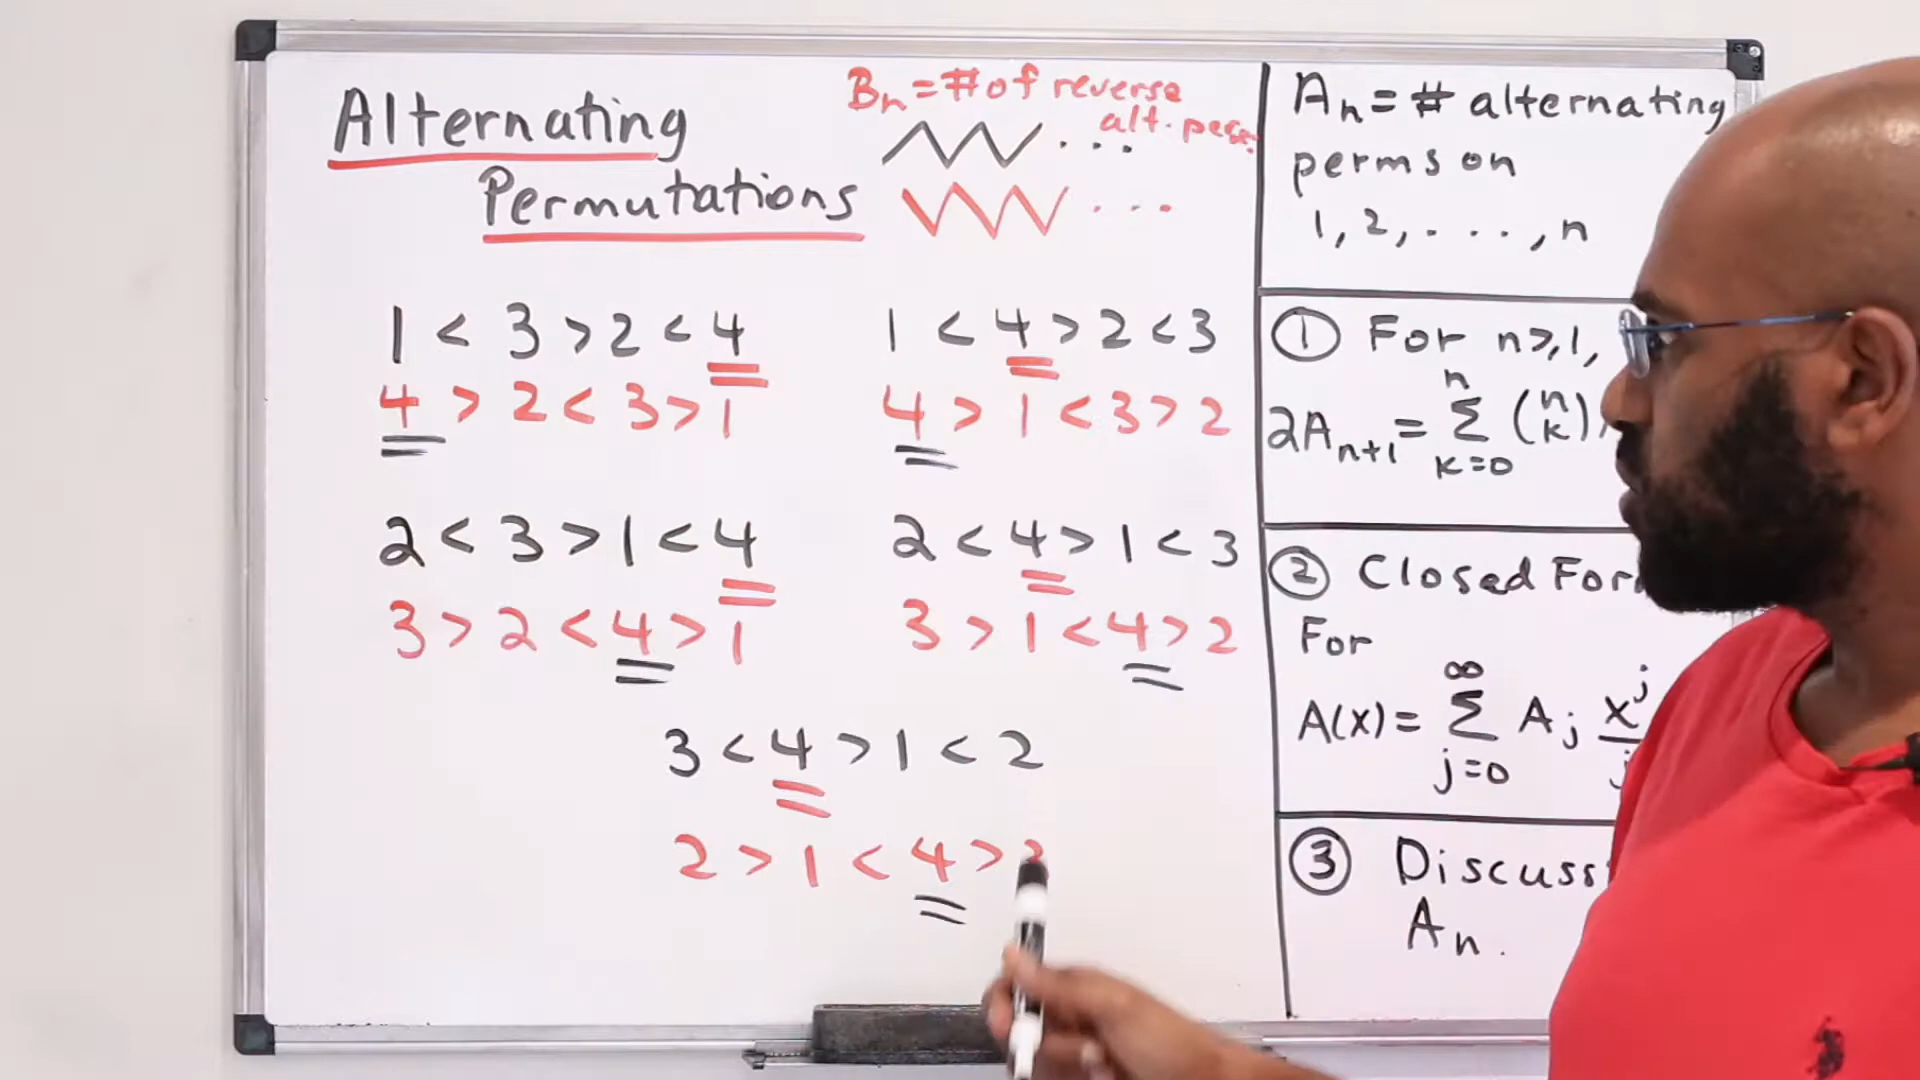 Alternating
Permutations
Bn = # of reverse
alt. perms
. . .
. . .
1 < 3 > 2 < 4
4 > 2 < 3 > 1
1 < 4 > 2 < 3
4 > 1 < 3 > 2
2 < 3 > 1 < 4
3 > 2 < 4 > 1
2 < 4 > 1 < 3
3 > 1 < 4 > 2
3 < 4 > 1 < 2
2 > 1 < 4 >
An = # alternating
perms on
1, 2, . . . ., n
① For n ≥ 1,
2An+1 = n Σ k=0 (n k)
② Closed
For
A(x) = ∞ Σ j=0 Aj x^j
③
An.